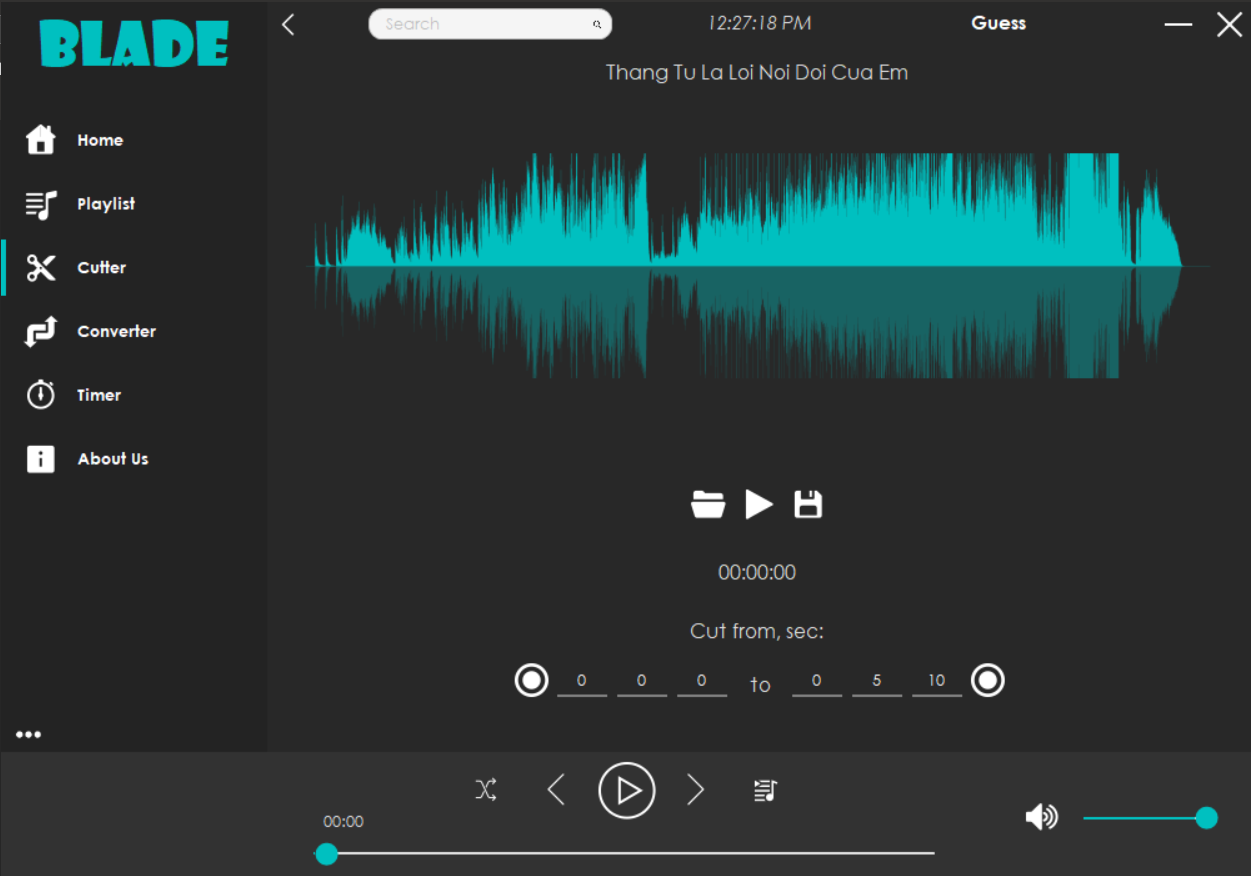 BLADE
Search
12:27:18 PM
Guess
Thang Tu La Loi Noi Doi Cua Em
Home
Playlist
Cutter
Converter
Timer
About Us
00:00:00
Cut from, sec:
0 0 0 to 0 5 10
00:00